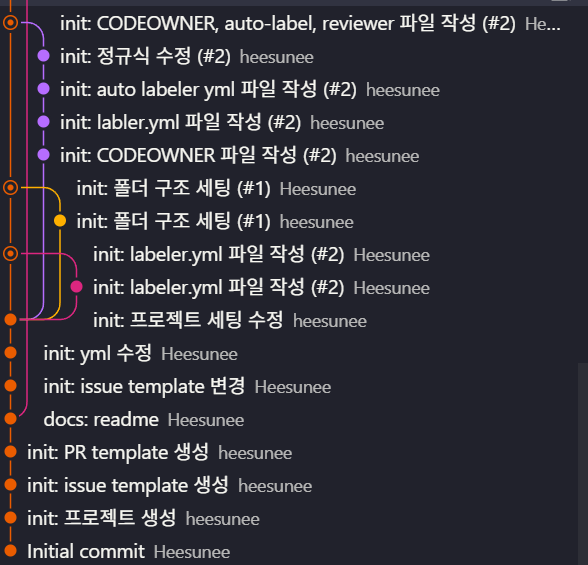 init: CODEOWNER, auto-label, reviewer 파일 작성 (#2) He...
init: 정규식 수정 (#2) heesunee
init: auto labeler yml 파일 작성 (#2) heesunee
init: labler.yml 파일 작성 (#2) heesunee
init: CODEOWNER 파일 작성 (#2) heesunee
init: 폴더 구조 세팅 (#1) Heesunee
init: 폴더 구조 세팅 (#1) heesunee
init: labeler.yml 파일 작성 (#2) Heesunee
init: labeler.yml 파일 작성 (#2) Heesunee
init: 프로젝트 세팅 수정 heesunee
init: yml 수정 Heesunee
init: issue template 변경 Heesunee
docs: readme Heesunee
init: PR template 생성 heesunee
init: issue template 생성 heesunee
init: 프로젝트 생성 heesunee
Initial commit Heesunee